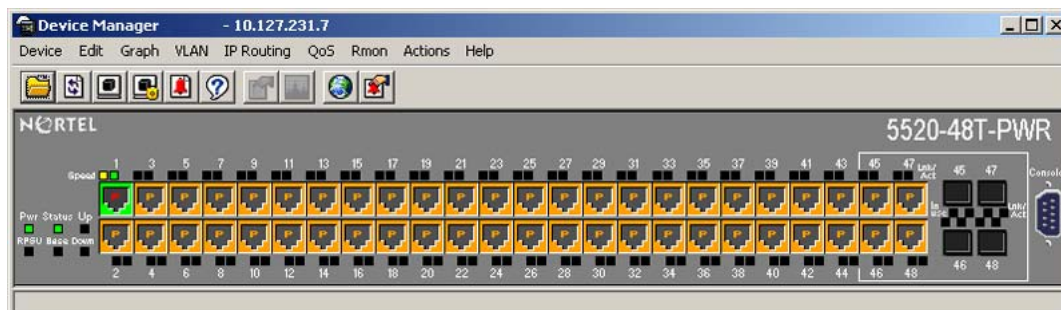 Device Manager - 10.127.231.7
Device Edit Graph VLAN IP Routing QoS Rmon Actions Help
NORTEL
5520-48T-PWR
1 3 5 7 9 11 13 15 17 19 21 23 25 27 29 31 33 35 37 39 41 43 45 47 Lnk/ Act 45 47 Console
Speed
P P P P P P P P P P P P P P P P P P P P P P P
In use
Lnk/ Act
Pwr Status Up
P P P P P P P P P P P P P P P P P P P P P P P P
RPSU Base Down
2 4 6 8 10 12 14 16 18 20 22 24 26 28 30 32 34 36 38 40 42 44 46 48 46 48